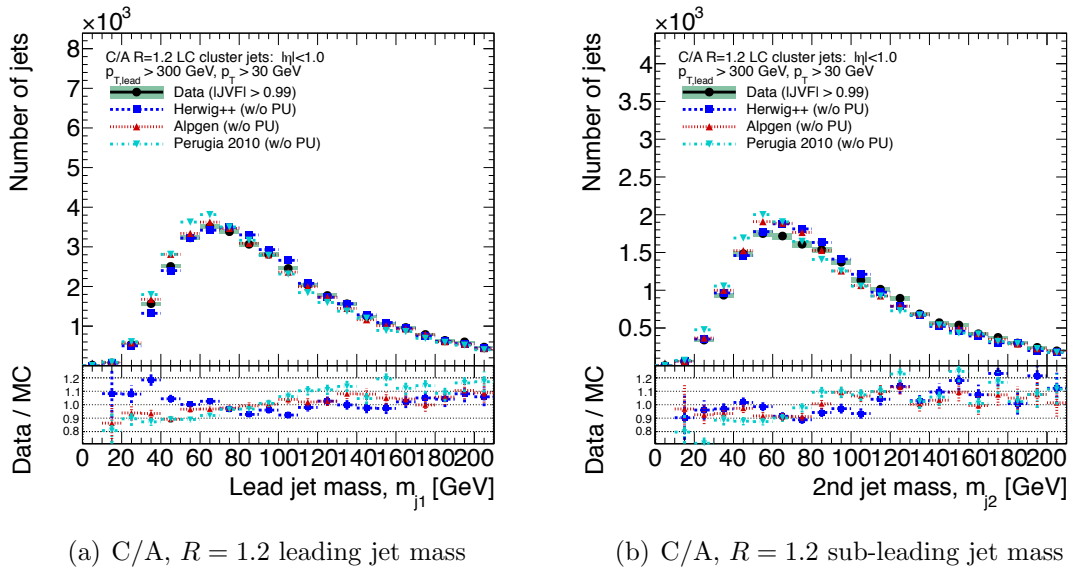 ×10³
Number of jets
8
7
6
5
4
3
2
1
C/A R=1.2 LC cluster jets: |η|<1.0
p_T,lead > 300 GeV, p_T > 30 GeV
Data (|JVF| > 0.99)
Herwig++ (w/o PU)
Alpgen (w/o PU)
Perugia 2010 (w/o PU)
Data / MC
1.2
1.1
1.0
0.9
0.8
0 20 40 60 80 100 120 140 160 180 200
Lead jet mass, m_j1 [GeV]
(a) C/A, R = 1.2 leading jet mass
×10³
Number of jets
4
3.5
3
2.5
2
1.5
1
0.5
C/A R=1.2 LC cluster jets: |η|<1.0
p_T,lead > 300 GeV, p_T > 30 GeV
Data (|JVF| > 0.99)
Herwig++ (w/o PU)
Alpgen (w/o PU)
Perugia 2010 (w/o PU)
Data / MC
1.2
1.1
1.0
0.9
0.8
0 20 40 60 80 100 120 140 160 180 200
2nd jet mass, m_j2 [GeV]
(b) C/A, R = 1.2 sub-leading jet mass